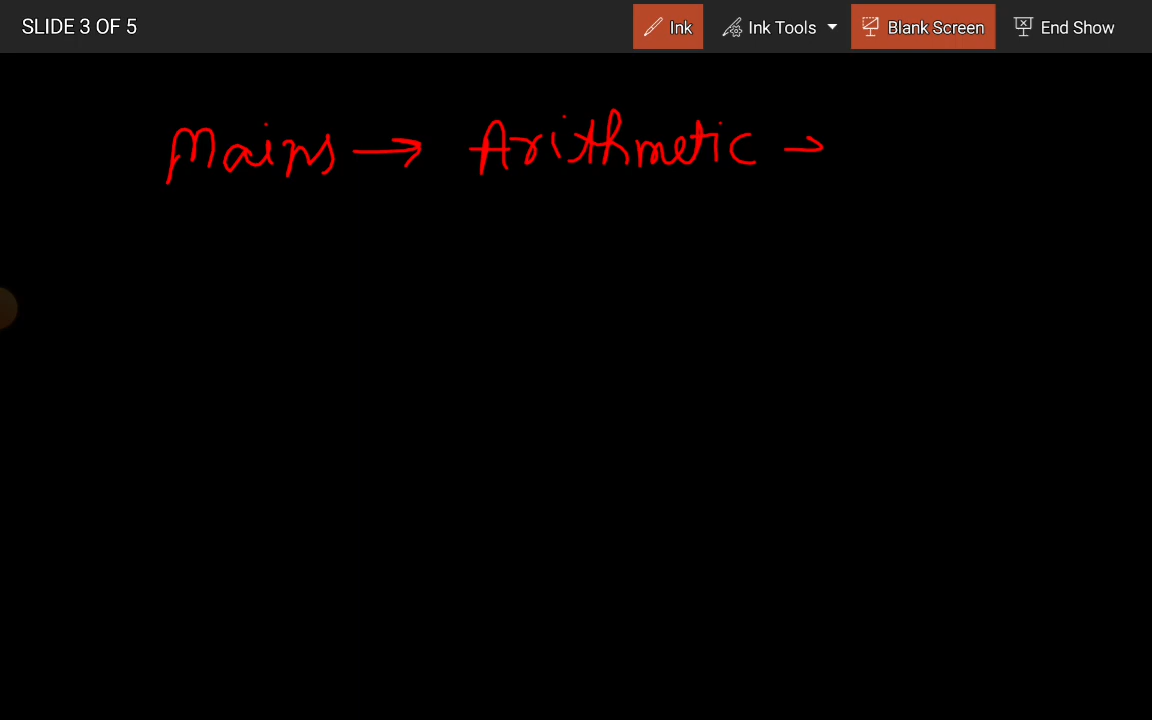 SLIDE 3 OF 5 Ink Ink Tools Blank Screen End Show
Mains → Arithmetic →